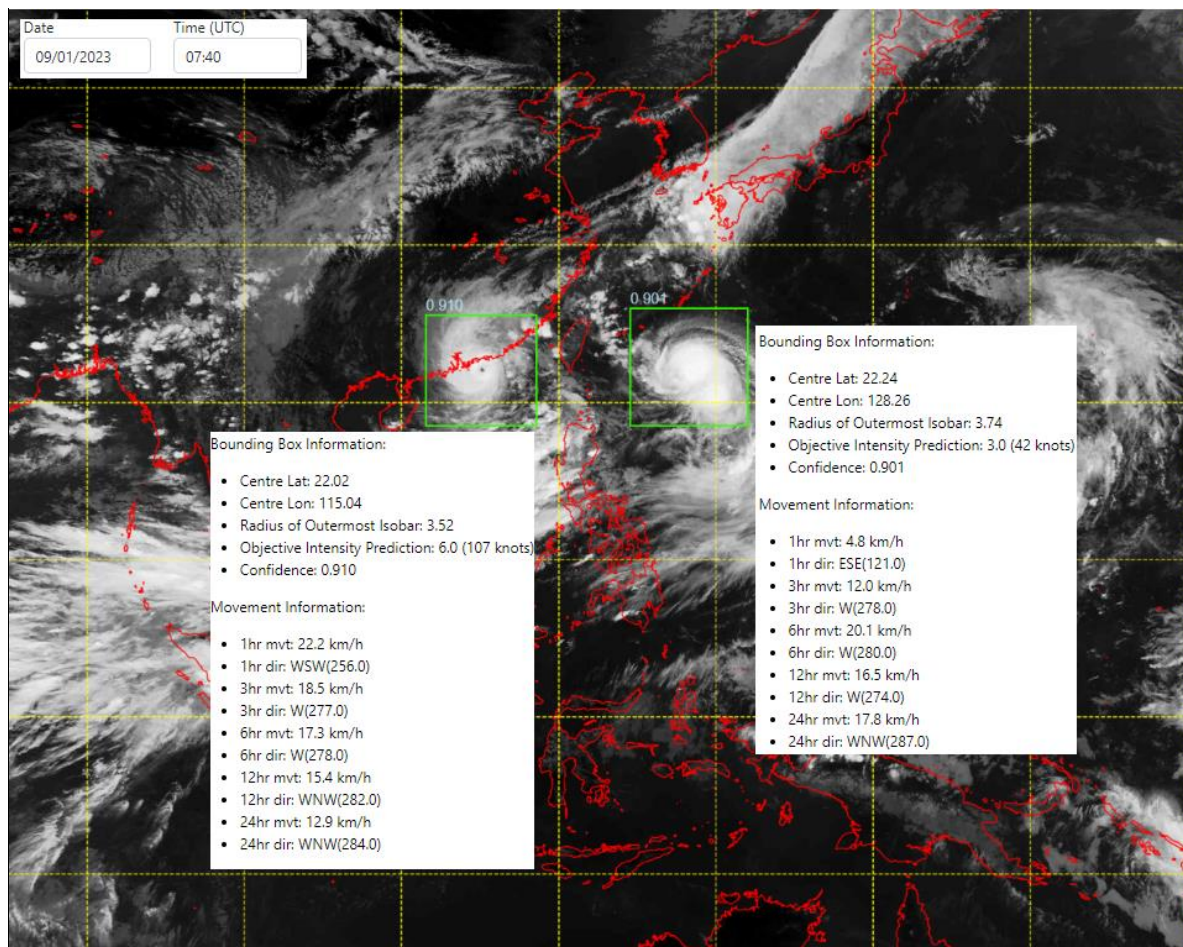 Date Time (UTC)
09/01/2023 07:40
0.910
0.901
Bounding Box Information:
• Centre Lat: 22.24
• Centre Lon: 128.26
• Radius of Outermost Isobar: 3.74
• Objective Intensity Prediction: 3.0 (42 knots)
• Confidence: 0.901
Movement Information:
• 1hr mvt: 4.8 km/h
• 1hr dir: ESE(121.0)
• 3hr mvt: 12.0 km/h
• 3hr dir: W(278.0)
• 6hr mvt: 20.1 km/h
• 6hr dir: W(280.0)
• 12hr mvt: 16.5 km/h
• 12hr dir: W(274.0)
• 24hr mvt: 17.8 km/h
• 24hr dir: WNW(287.0)
Bounding Box Information:
• Centre Lat: 22.02
• Centre Lon: 115.04
• Radius of Outermost Isobar: 3.52
• Objective Intensity Prediction: 6.0 (107 knots)
• Confidence: 0.910
Movement Information:
• 1hr mvt: 22.2 km/h
• 1hr dir: WSW(256.0)
• 3hr mvt: 18.5 km/h
• 3hr dir: W(277.0)
• 6hr mvt: 17.3 km/h
• 6hr dir: W(278.0)
• 12hr mvt: 15.4 km/h
• 12hr dir: WNW(282.0)
• 24hr mvt: 12.9 km/h
• 24hr dir: WNW(284.0)